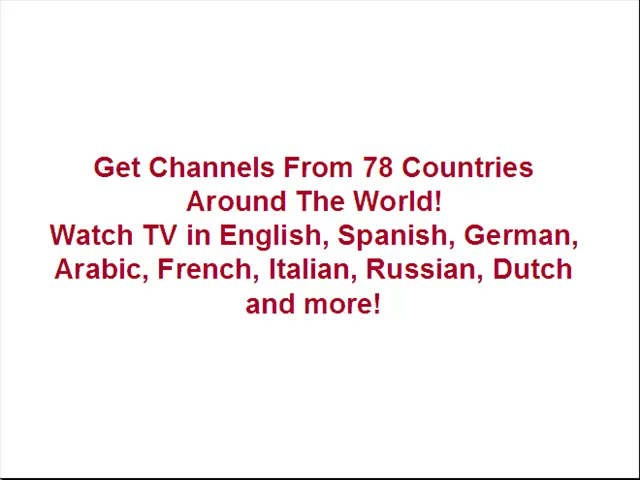 Get Channels From 78 Countries
Around The World!
Watch TV in English, Spanish, German,
Arabic, French, Italian, Russian, Dutch
and more!